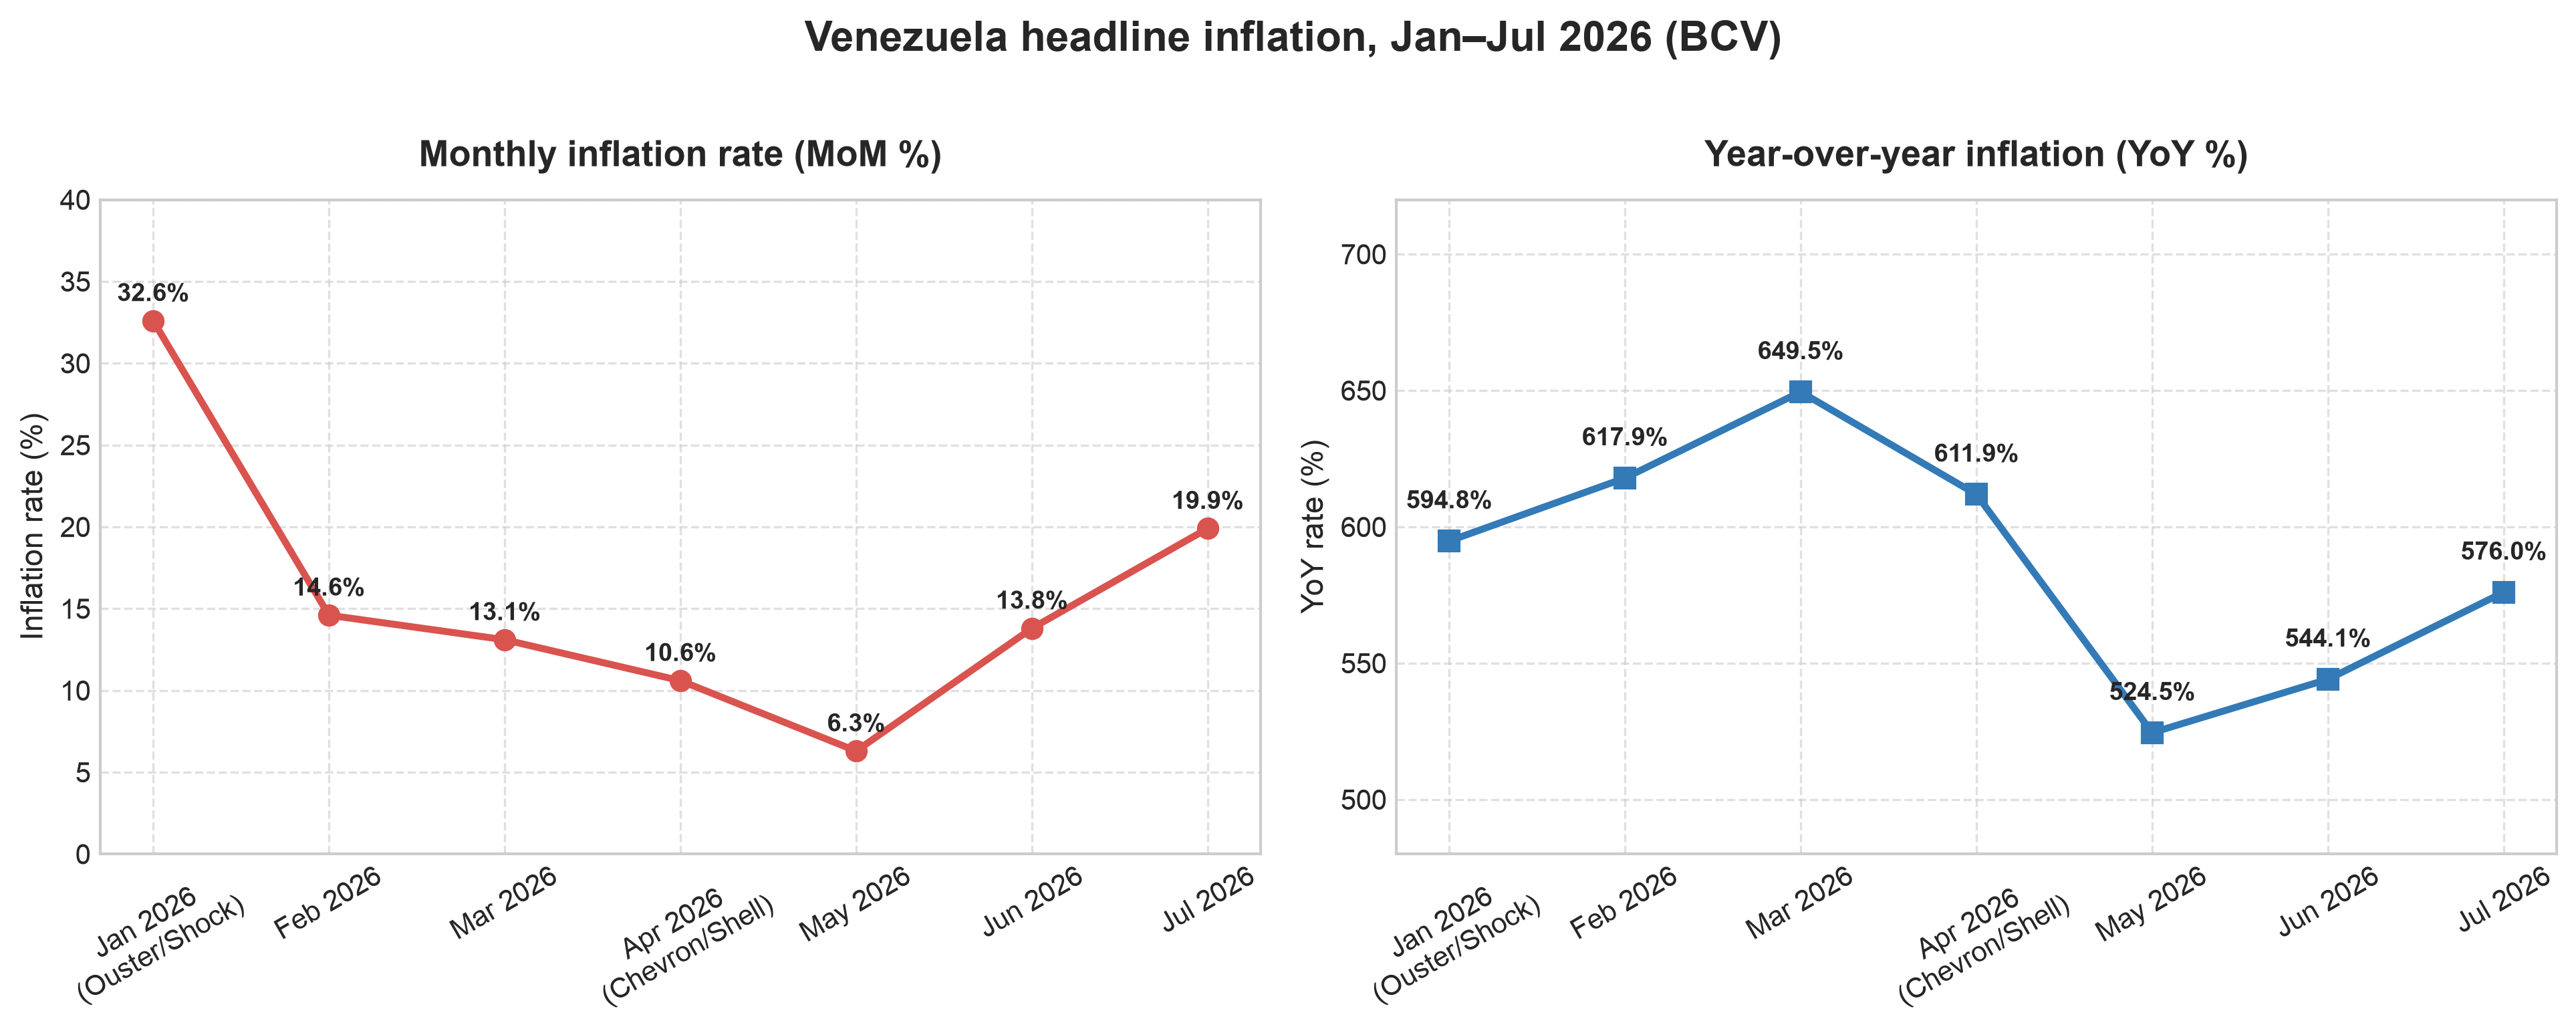 Venezuela headline inflation, Jan–Jul 2026 (BCV)
Monthly inflation rate (MoM %)
Inflation rate (%)
40
35
30
25
20
15
10
5
0
32.6%
14.6%
13.1%
10.6%
6.3%
13.8%
19.9%
Jan 2026
(Ouster/Shock)
Feb 2026
Mar 2026
Apr 2026
(Chevron/Shell)
May 2026
Jun 2026
Jul 2026
Year-over-year inflation (YoY %)
YoY rate (%)
700
650
600
550
500
594.8%
617.9%
649.5%
611.9%
524.5%
544.1%
576.0%
Jan 2026
(Ouster/Shock)
Feb 2026
Mar 2026
Apr 2026
(Chevron/Shell)
May 2026
Jun 2026
Jul 2026